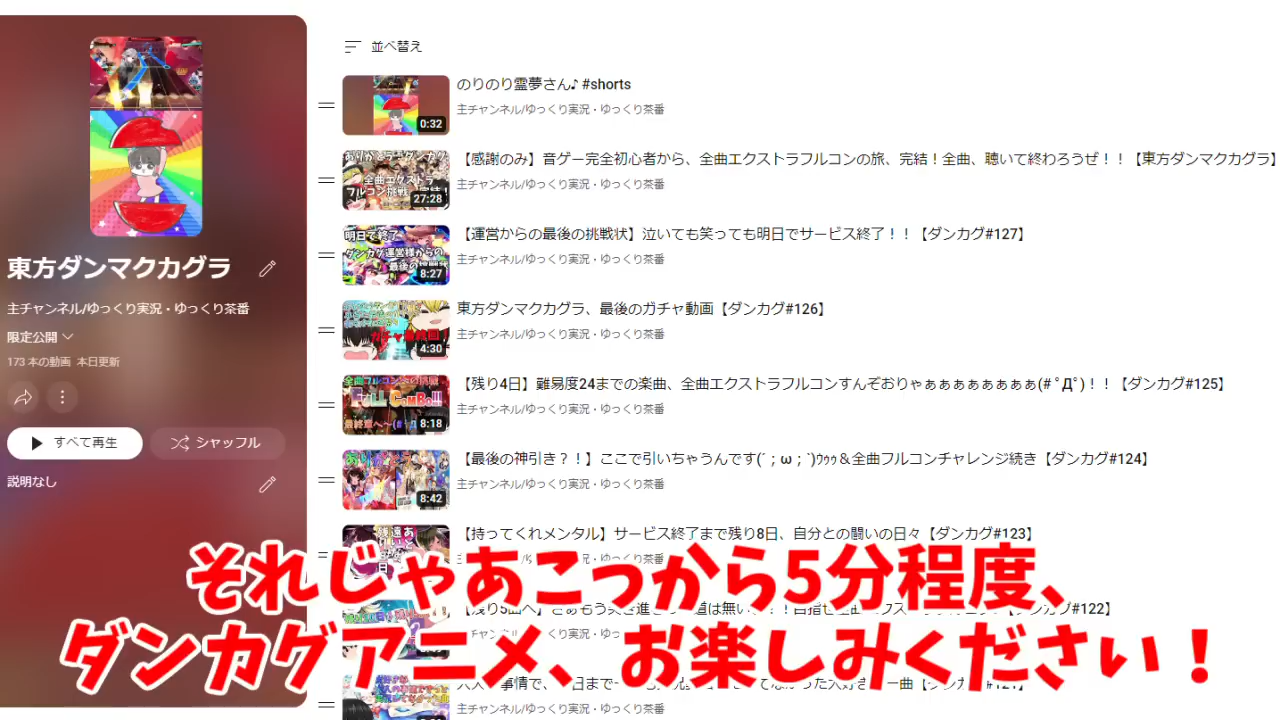 東方ダンマクカグラ
主チャンネル/ゆっくり実況・ゆっくり茶番
限定公開
173 本の動画 本日更新
すべて再生
シャッフル
説明なし
並べ替え
のりのり霊夢さん♪ #shorts
主チャンネル/ゆっくり実況・ゆっくり茶番
0:32
【感謝のみ】音ゲー完全初心者から、全曲エクストラフルコンの旅、完結！全曲、聴いて終わろうぜ！！【東方ダンマクカグラ】
主チャンネル/ゆっくり実況・ゆっくり茶番
27:28
【運営からの最後の挑戦状】泣いても笑っても明日でサービス終了！！【ダンカグ#127】
主チャンネル/ゆっくり実況・ゆっくり茶番
明日で終了
ダンカグ運営様からの
最後の挑戦状
8:27
東方ダンマクカグラ、最後のガチャ動画【ダンカグ#126】
主チャンネル/ゆっくり実況・ゆっくり茶番
4:30
【残り4日】難易度24までの楽曲、全曲エクストラフルコンすんぞおりゃぁぁぁぁぁぁぁぁ(#ﾟДﾟ)！！【ダンカグ#125】
主チャンネル/ゆっくり実況・ゆっくり茶番
FULL COMBO!!!
8:18
【最後の神引き？！】ここで引いちゃうんです(´；ω；`)ｳｩｩ＆全曲フルコンチャレンジ続き【ダンカグ#124】
主チャンネル/ゆっくり実況・ゆっくり茶番
8:42
【持ってくれメンタル】サービス終了まで残り8日、自分との闘いの日々【ダンカグ#123】
それじゃあこっから5分程度、
ダンカグアニメ、お楽しみください！
主チャンネル/ゆっくり実況・ゆっくり茶番